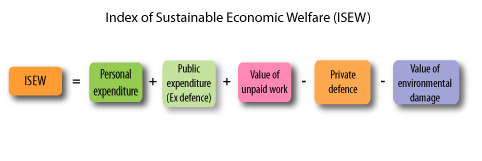 Index of Sustainable Economic Welfare (ISEW)
ISEW = Personal expenditure + Public expenditure (Ex defence) + Value of unpaid work - Private defence - Value of environmental damage